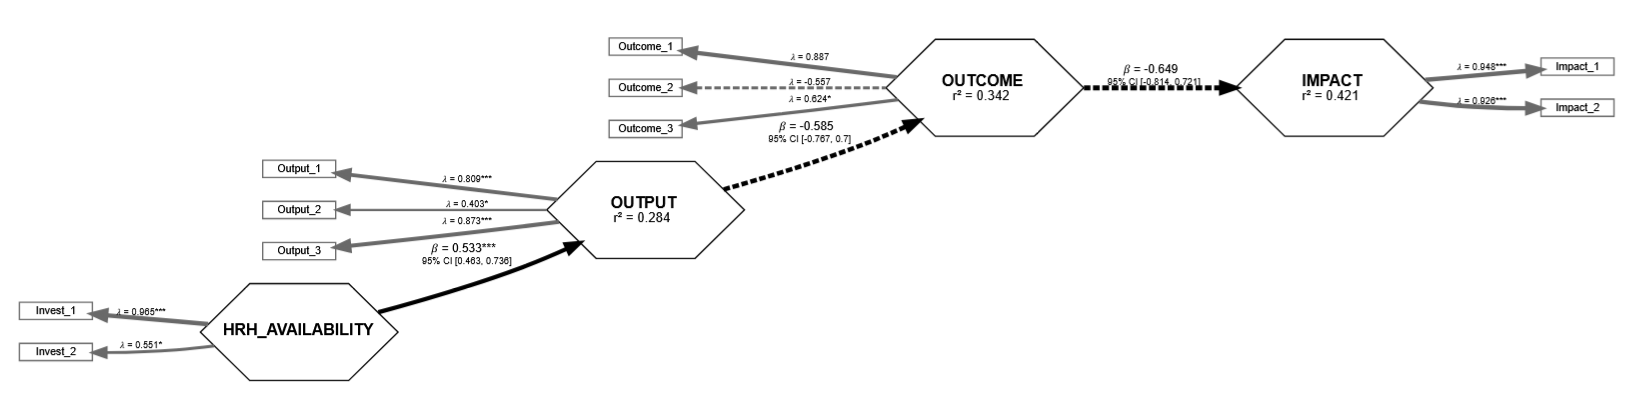 Outcome_1
λ = 0.887
Outcome_2
λ = -0.557
Outcome_3
λ = 0.624*
OUTCOME
r² = 0.342
β = -0.649
95% CI [-0.814, 0.721]
IMPACT
r² = 0.421
λ = 0.948***
Impact_1
λ = 0.926***
Impact_2
β = -0.585
95% CI [-0.767, 0.7]
Output_1
λ = 0.809***
Output_2
λ = 0.403*
Output_3
λ = 0.873***
OUTPUT
r² = 0.284
β = 0.533***
95% CI [0.463, 0.736]
Invest_1
λ = 0.965***
Invest_2
λ = 0.551*
HRH_AVAILABILITY